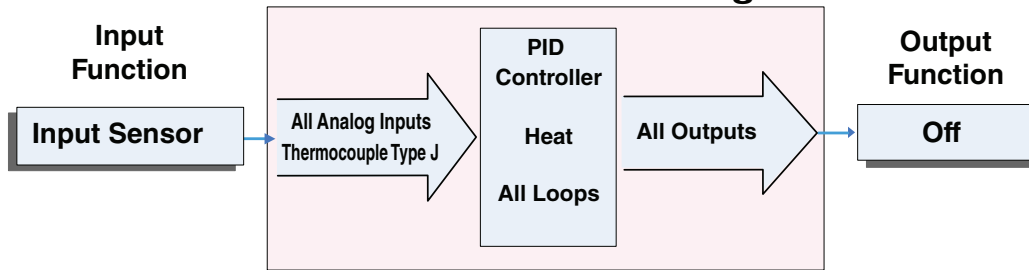 Input
Function
Input Sensor
All Analog Inputs
Thermocouple Type J
PID
Controller
Heat
All Loops
All Outputs
Output
Function
Off